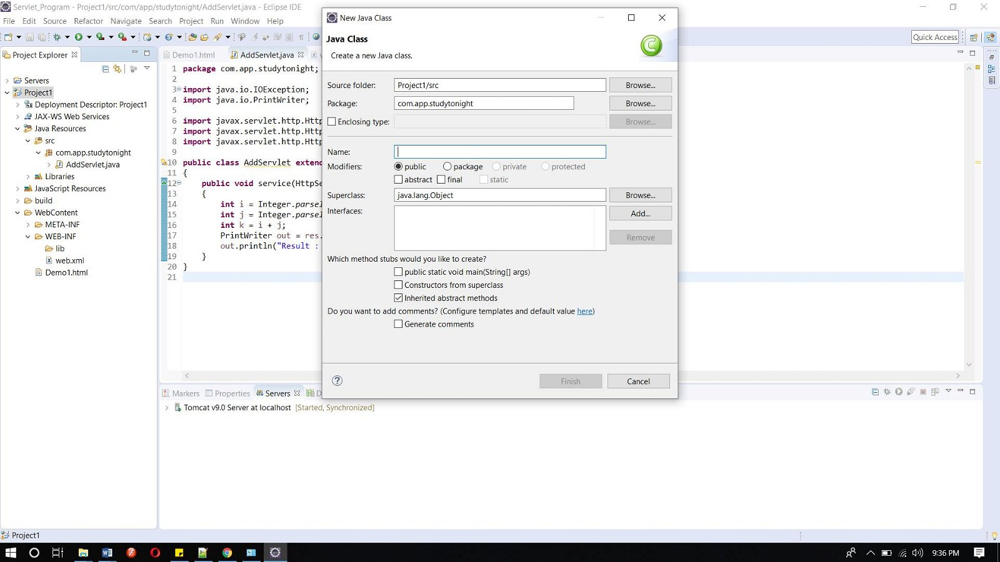 Servlet_Program - Project1/src/com/app/studytonight/AddServlet.java - Eclipse IDE
File Edit Source Refactor Navigate Search Project Run Window Help
Quick Access
Project Explorer
Servers
Project1
Deployment Descriptor: Project1
JAX-WS Web Services
Java Resources
src
com.app.studytonight
AddServlet.java
Libraries
JavaScript Resources
build
WebContent
META-INF
WEB-INF
lib
web.xml
Demo1.html
Demo1.html AddServlet.java
1 package com.app.studytonight;
2
3 import java.io.IOException;
4 import java.io.PrintWriter;
5
6 import javax.servlet.http.Http
7 import javax.servlet.http.Http
8 import javax.servlet.http.Http
9
10 public class AddServlet extend
11 {
12 public void service(HttpSe
13 {
14 int i = Integer.parseI
15 int j = Integer.parseI
16 int k = i + j;
17 PrintWriter out = res.
18 out.println("Result :
19 }
20 }
21
New Java Class
Java Class
Create a new Java class.
Source folder: Project1/src Browse...
Package: com.app.studytonight Browse...
Enclosing type: Browse...
Name:
Modifiers: public package private protected
abstract final static
Superclass: java.lang.Object Browse...
Interfaces: Add...
Remove
Which method stubs would you like to create?
public static void main(String[] args)
Constructors from superclass
Inherited abstract methods
Do you want to add comments? (Configure templates and default value here)
Generate comments
? Finish Cancel
Markers Properties Servers D
Tomcat v9.0 Server at localhost [Started, Synchronized]
Project1
9:36 PM